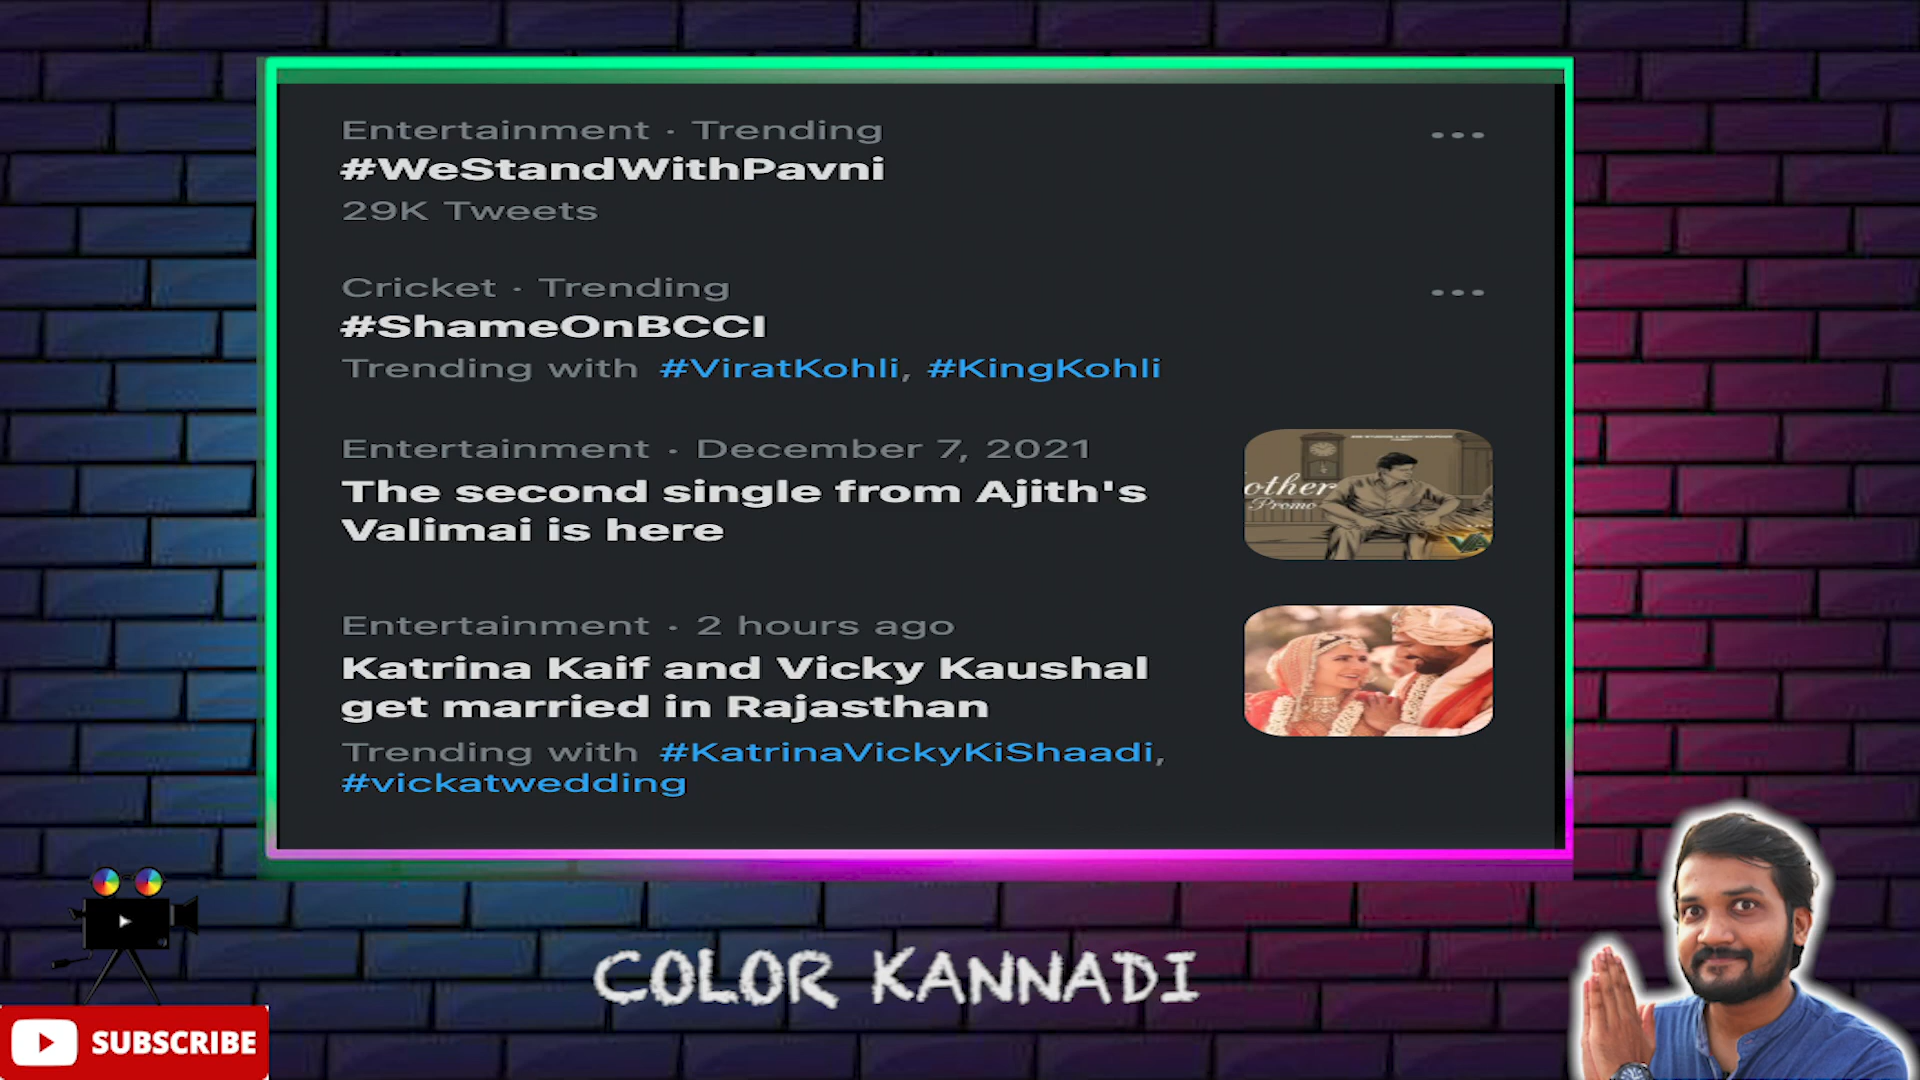 Entertainment · Trending
#WeStandWithPavni
29K Tweets
Cricket · Trending
#ShameOnBCCI
Trending with #ViratKohli, #KingKohli
Entertainment · December 7, 2021
The second single from Ajith's
Valimai is here
other
Promo
VA
Entertainment · 2 hours ago
Katrina Kaif and Vicky Kaushal
get married in Rajasthan
Trending with #KatrinaVickyKiShaadi,
#vickatwedding
COLOR KANNADI
SUBSCRIBE